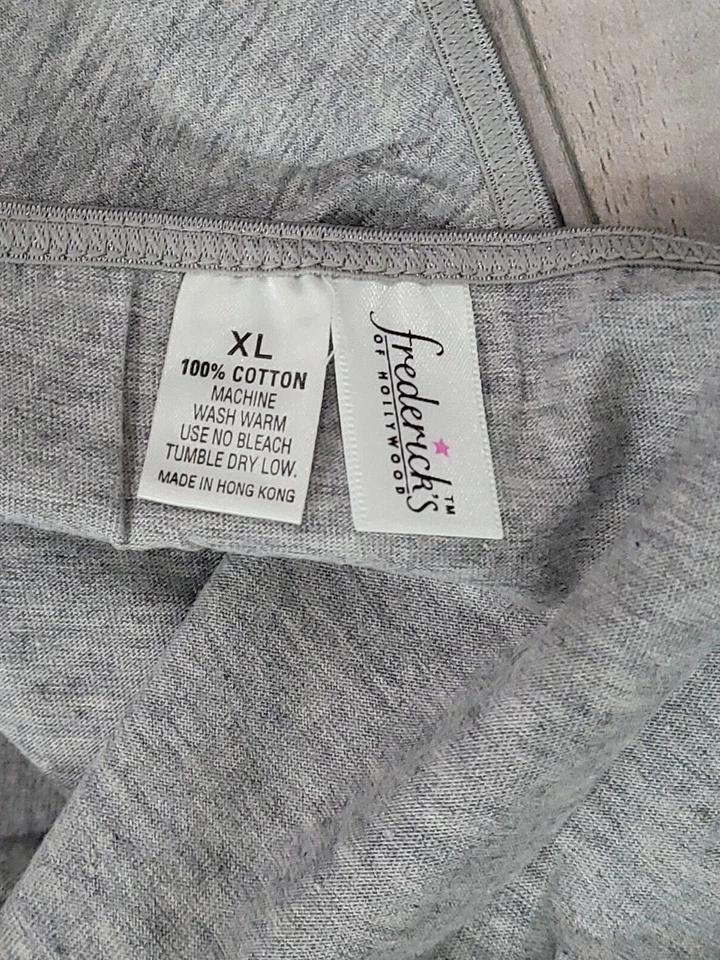 XL
100% COTTON
MACHINE
WASH WARM
USE NO BLEACH
TUMBLE DRY LOW.
MADE IN HONG KONG
frederick's™
OF HOLLYWOOD